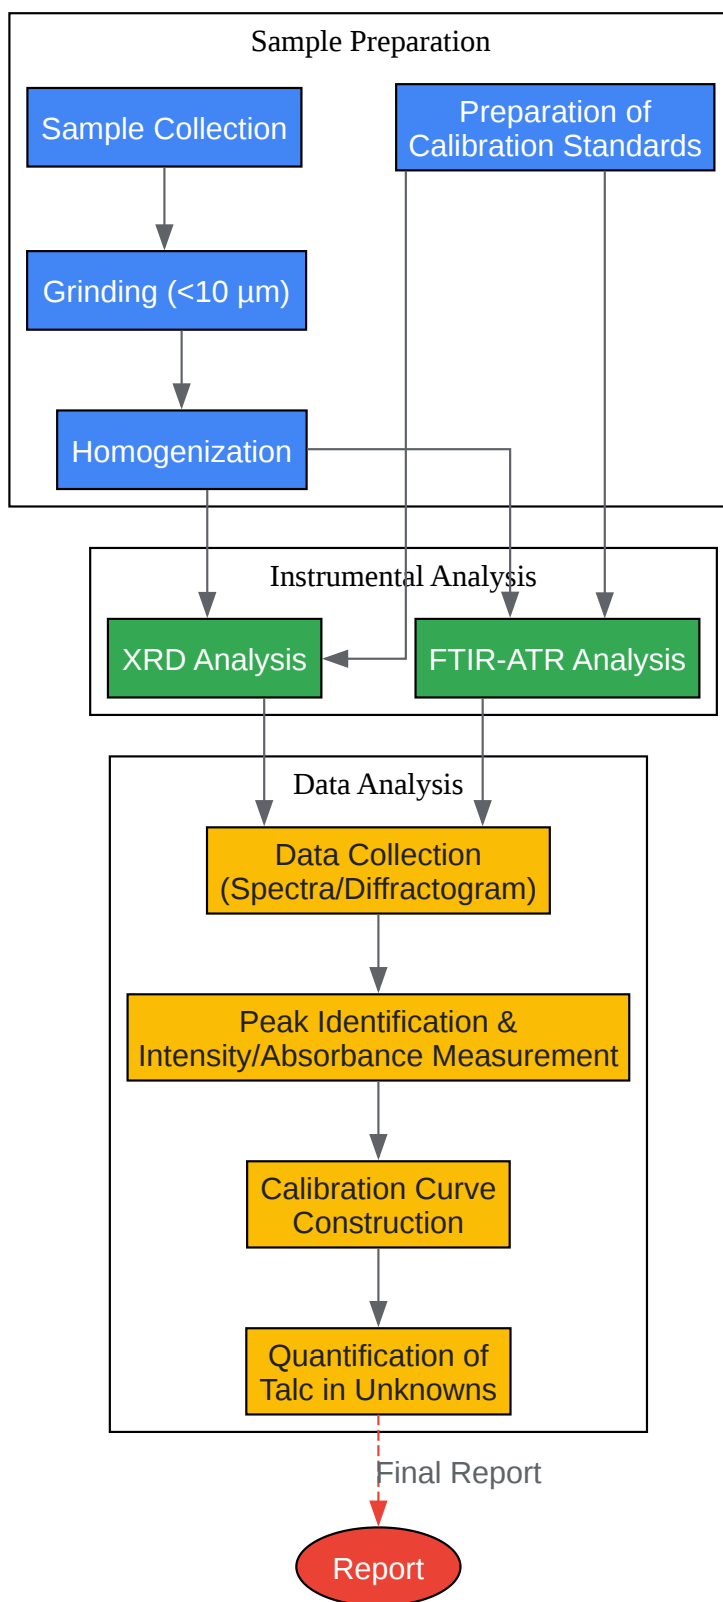 Sample Preparation
Sample Collection
Preparation of
Calibration Standards
Grinding (<10 µm)
Homogenization
Instrumental Analysis
XRD Analysis
FTIR-ATR Analysis
Data Analysis
Data Collection
(Spectra/Diffractogram)
Peak Identification &
Intensity/Absorbance Measurement
Calibration Curve
Construction
Quantification of
Talc in Unknowns
Final Report
Report